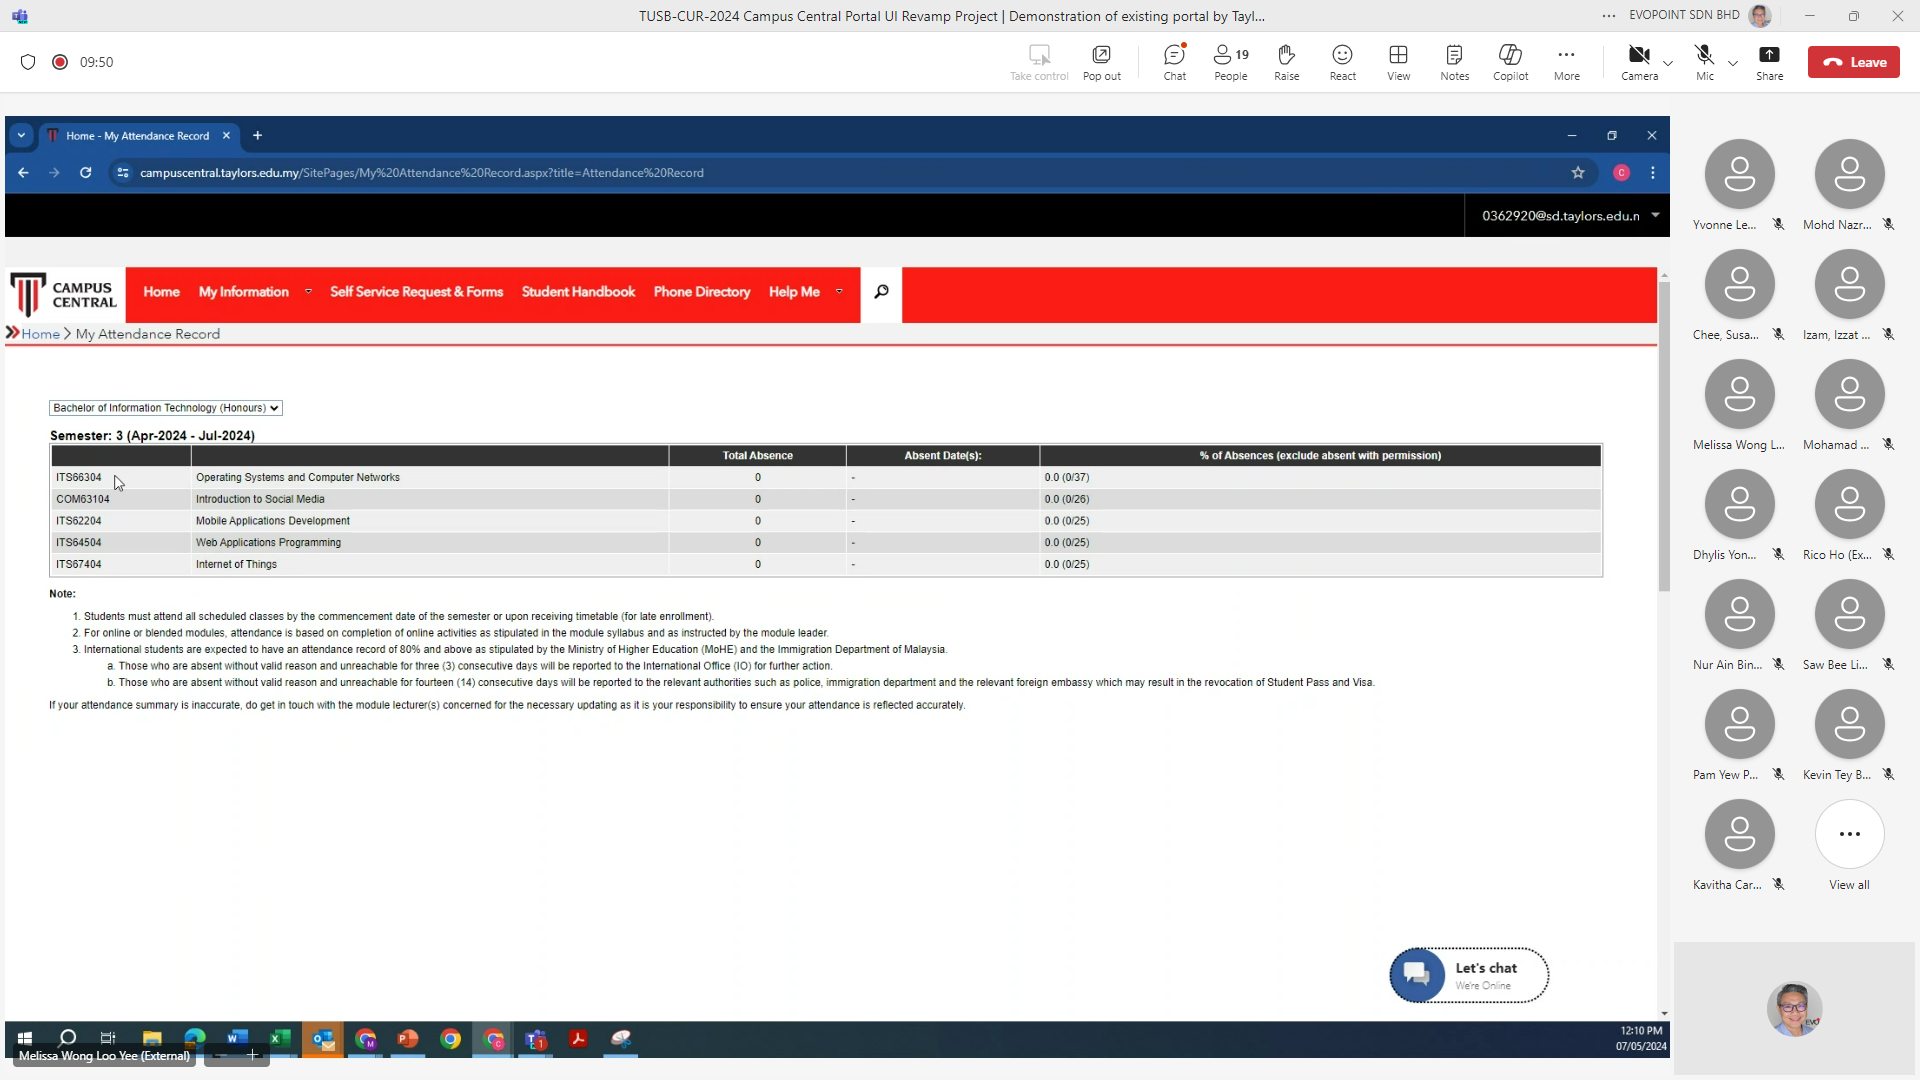 TUSB-CUR-2024 Campus Central Portal UI Revamp Project | Demonstration of existing portal by Tayl...
EVOPOINT SDN BHD
09:50
Take control
Pop out
Chat
19
People
Raise
React
View
Notes
Copilot
More
Camera
Mic
Share
Leave
Home - My Attendance Record
campuscentral.taylors.edu.my/SitePages/My%20Attendance%20Record.aspx?title=Attendance%20Record
C
0362920@sd.taylors.edu.n
CAMPUS CENTRAL
Home My Information Self Service Request & Forms Student Handbook Phone Directory Help Me
Home > My Attendance Record
Bachelor of Information Technology (Honours)
Semester: 3 (Apr-2024 - Jul-2024)
Total Absence Absent Date(s): % of Absences (exclude absent with permission)
ITS66304 Operating Systems and Computer Networks 0 - 0.0 (0/37)
COM63104 Introduction to Social Media 0 - 0.0 (0/26)
ITS62204 Mobile Applications Development 0 - 0.0 (0/25)
ITS64504 Web Applications Programming 0 - 0.0 (0/25)
ITS67404 Internet of Things 0 - 0.0 (0/25)
Note:
1. Students must attend all scheduled classes by the commencement date of the semester or upon receiving timetable (for late enrollment).
2. For online or blended modules, attendance is based on completion of online activities as stipulated in the module syllabus and as instructed by the module leader.
3. International students are expected to have an attendance record of 80% and above as stipulated by the Ministry of Higher Education (MoHE) and the Immigration Department of Malaysia.
a. Those who are absent without valid reason and unreachable for three (3) consecutive days will be reported to the International Office (IO) for further action.
b. Those who are absent without valid reason and unreachable for fourteen (14) consecutive days will be reported to the relevant authorities such as police, immigration department and the relevant foreign embassy which may result in the revocation of Student Pass and Visa.
If your attendance summary is inaccurate, do get in touch with the module lecturer(s) concerned for the necessary updating as it is your responsibility to ensure your attendance is reflected accurately.
Let's chat
We're Online
12:10 PM
07/05/2024
Melissa Wong Loo Yee (External)
Yvonne Le...
Mohd Nazr...
Chee, Susa...
Izam, Izzat ...
Melissa Wong L...
Mohamad ...
Dhylis Yon...
Rico Ho (Ex...
Nur Ain Bin...
Saw Bee Li...
Pam Yew P...
Kevin Tey B...
Kavitha Car...
View all